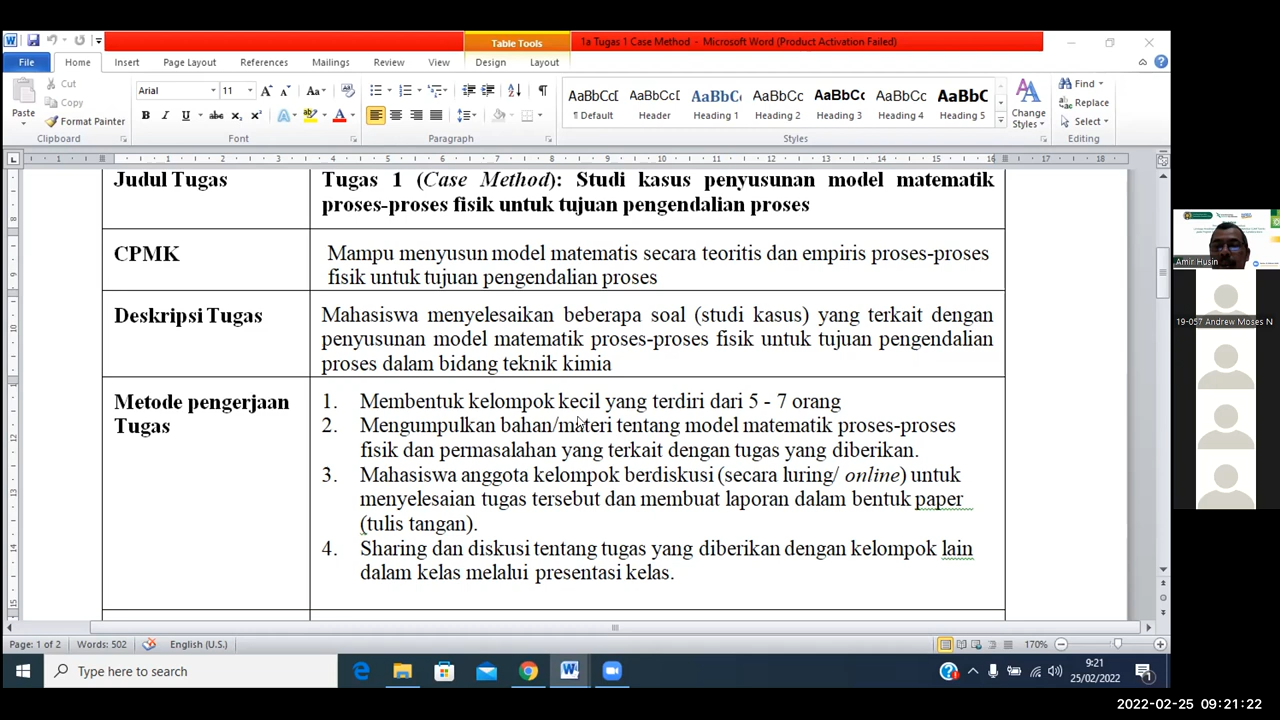 1a Tugas 1 Case Method - Microsoft Word (Product Activation Failed)
Table Tools
File Home Insert Page Layout References Mailings Review View Design Layout
Cut
Copy
Format Painter
Paste
Clipboard
Arial 11
Font
Paragraph
AaBbCcDc AaBbCcI AaBbCcI AaBbCc AaBbCc AaBbCc AaBbC
¶ Default Header Heading 1 Heading 2 Heading 3 Heading 4 Heading 5
Styles
Change Styles
Find
Replace
Select
Editing
Judul Tugas
Tugas 1 (Case Method): Studi kasus penyusunan model matematik
proses-proses fisik untuk tujuan pengendalian proses
CPMK
Mampu menyusun model matematis secara teoritis dan empiris proses-proses
fisik untuk tujuan pengendalian proses
Deskripsi Tugas
Mahasiswa menyelesaikan beberapa soal (studi kasus) yang terkait dengan
penyusunan model matematik proses-proses fisik untuk tujuan pengendalian
proses dalam bidang teknik kimia
Metode pengerjaan
Tugas
1. Membentuk kelompok kecil yang terdiri dari 5 - 7 orang
2. Mengumpulkan bahan/materi tentang model matematik proses-proses
fisik dan permasalahan yang terkait dengan tugas yang diberikan.
3. Mahasiswa anggota kelompok berdiskusi (secara luring/ online) untuk
menyelesaian tugas tersebut dan membuat laporan dalam bentuk paper
(tulis tangan).
4. Sharing dan diskusi tentang tugas yang diberikan dengan kelompok lain
dalam kelas melalui presentasi kelas.
Amir Husin
19-057 Andrew Moses N
Page: 1 of 2 Words: 502 English (U.S.) 170%
Type here to search
9:21
25/02/2022
2022-02-25 09:21:22